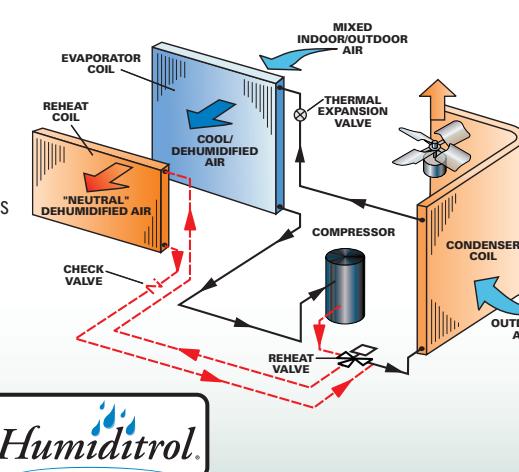 MIXED
INDOOR/OUTDOOR
AIR
EVAPORATOR
COIL
REHEAT
COIL
THERMAL
EXPANSION
VALVE
COOL/
DEHUMIDIFIED
AIR
"NEUTRAL"
DEHUMIDIFIED AIR
S
COMPRESSOR
CONDENSER
COIL
CHECK
VALVE
REHEAT
VALVE
Humiditrol.